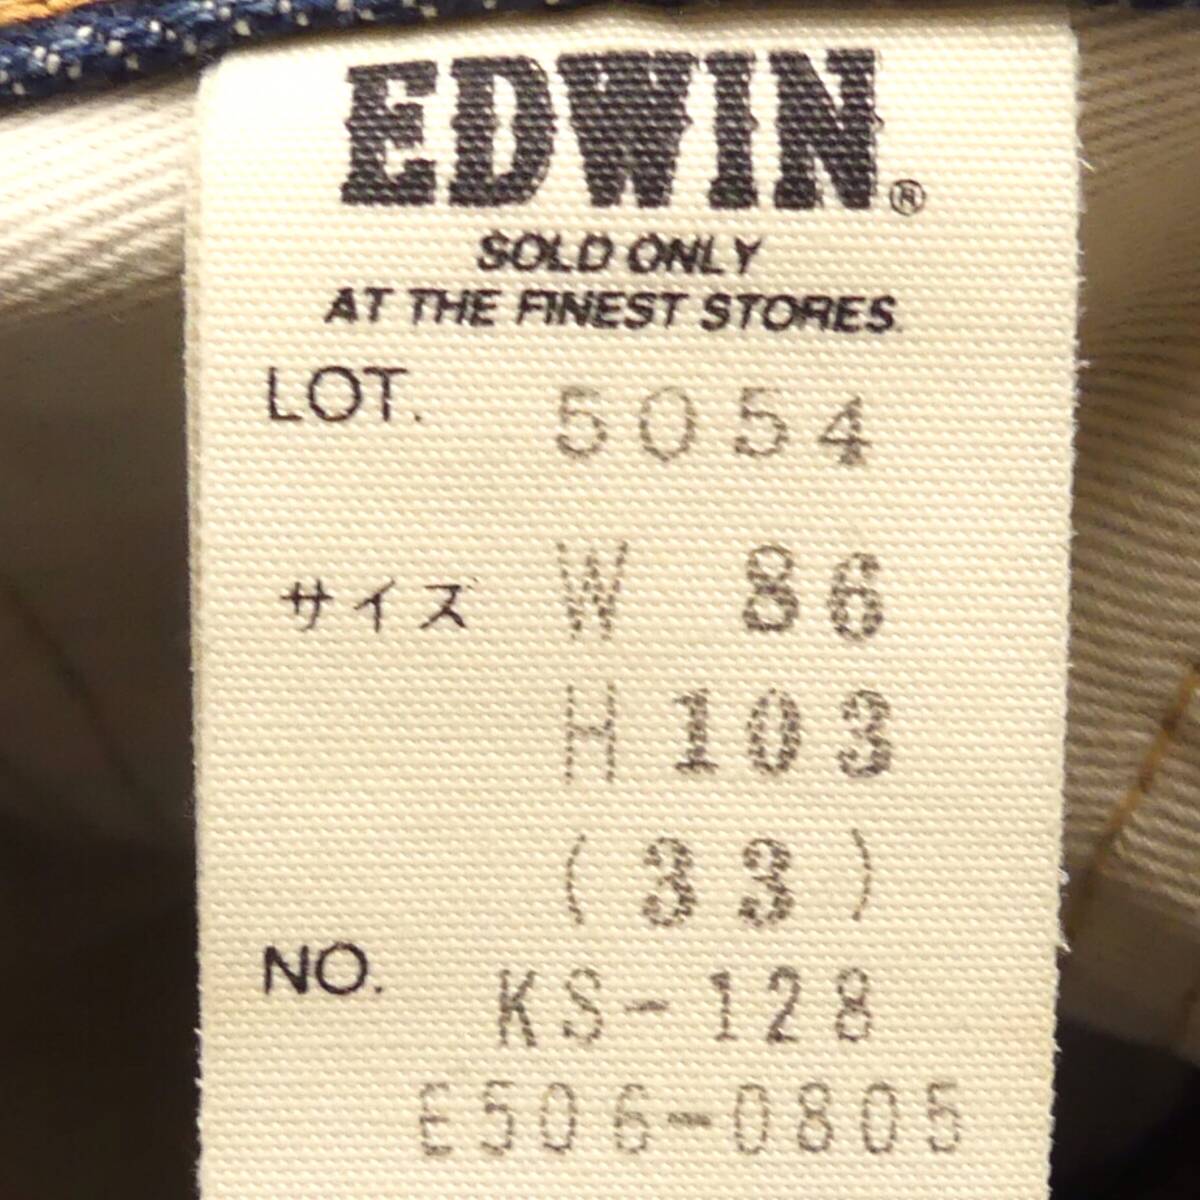 EDWIN®
SOLD ONLY
AT THE FINEST STORES
LOT. 5054
サイズ W 86
H 103
(33)
NO.
KS-128
E506-0805